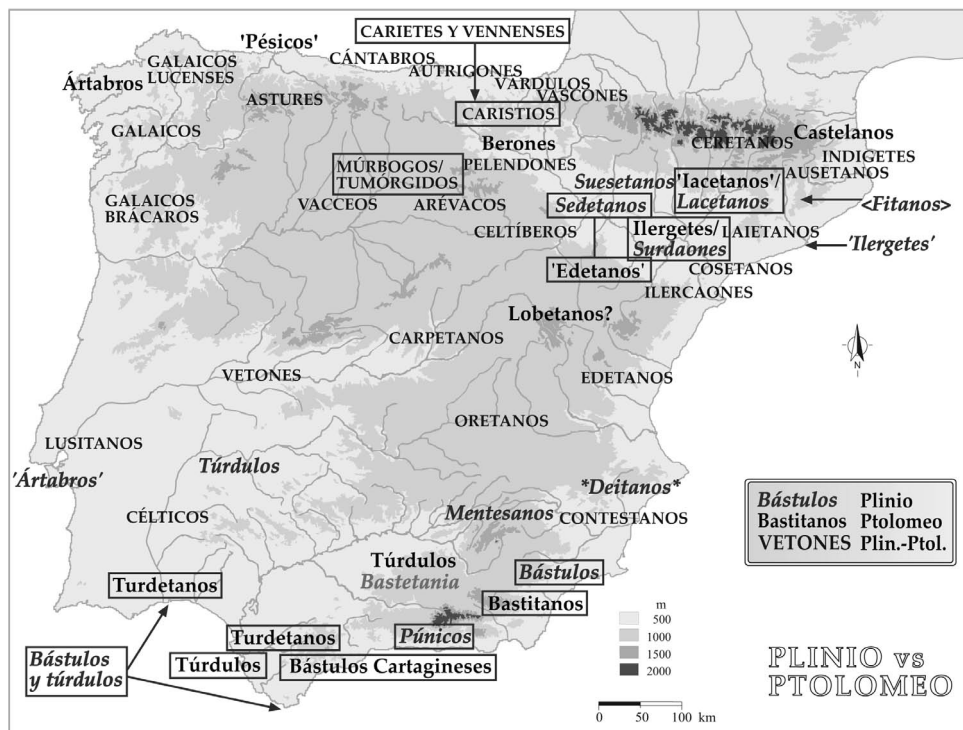 CARIETES Y VENNENSES
'Pésicos'
CÁNTABROS
GALAICOS
LUCENSES
AUTRIGONES
Ártabros
VÁRDULOS
VASCONES
ASTURES
CARISTIOS
GALAICOS
Castelanos
Berones
CERETANOS
INDIGETES
MÚRBOGOS/
TUMÓRGIDOS
PELENDONES
AUSETANOS
Suesetanos
'Iacetanos'/
Lacetanos
GALAICOS
BRÁCAROS
VACCEOS
ARÉVACOS
Sedetanos
<Fitanos>
CELTÍBEROS
Ilergetes/
Surdaones
LAIETANOS
'Ilergetes'
'Edetanos'
COSETANOS
ILERCAONES
Lobetanos?
CARPETANOS
N
VETONES
EDETANOS
ORETANOS
LUSITANOS
'Ártabros'
Túrdulos
*Deitanos*
CÉLTICOS
Mentesanos
CONTESTANOS
Bástulos Plinio
Bastitanos Ptolomeo
VETONES Plin.-Ptol.
Túrdulos
Bastetania
Bástulos
Turdetanos
Bastitanos
Turdetanos
Púnicos
Bástulos
y túrdulos
Túrdulos
Bástulos Cartagineses
m
500
1000
1500
2000
PLINIO vs
PTOLOMEO
0 50 100 km